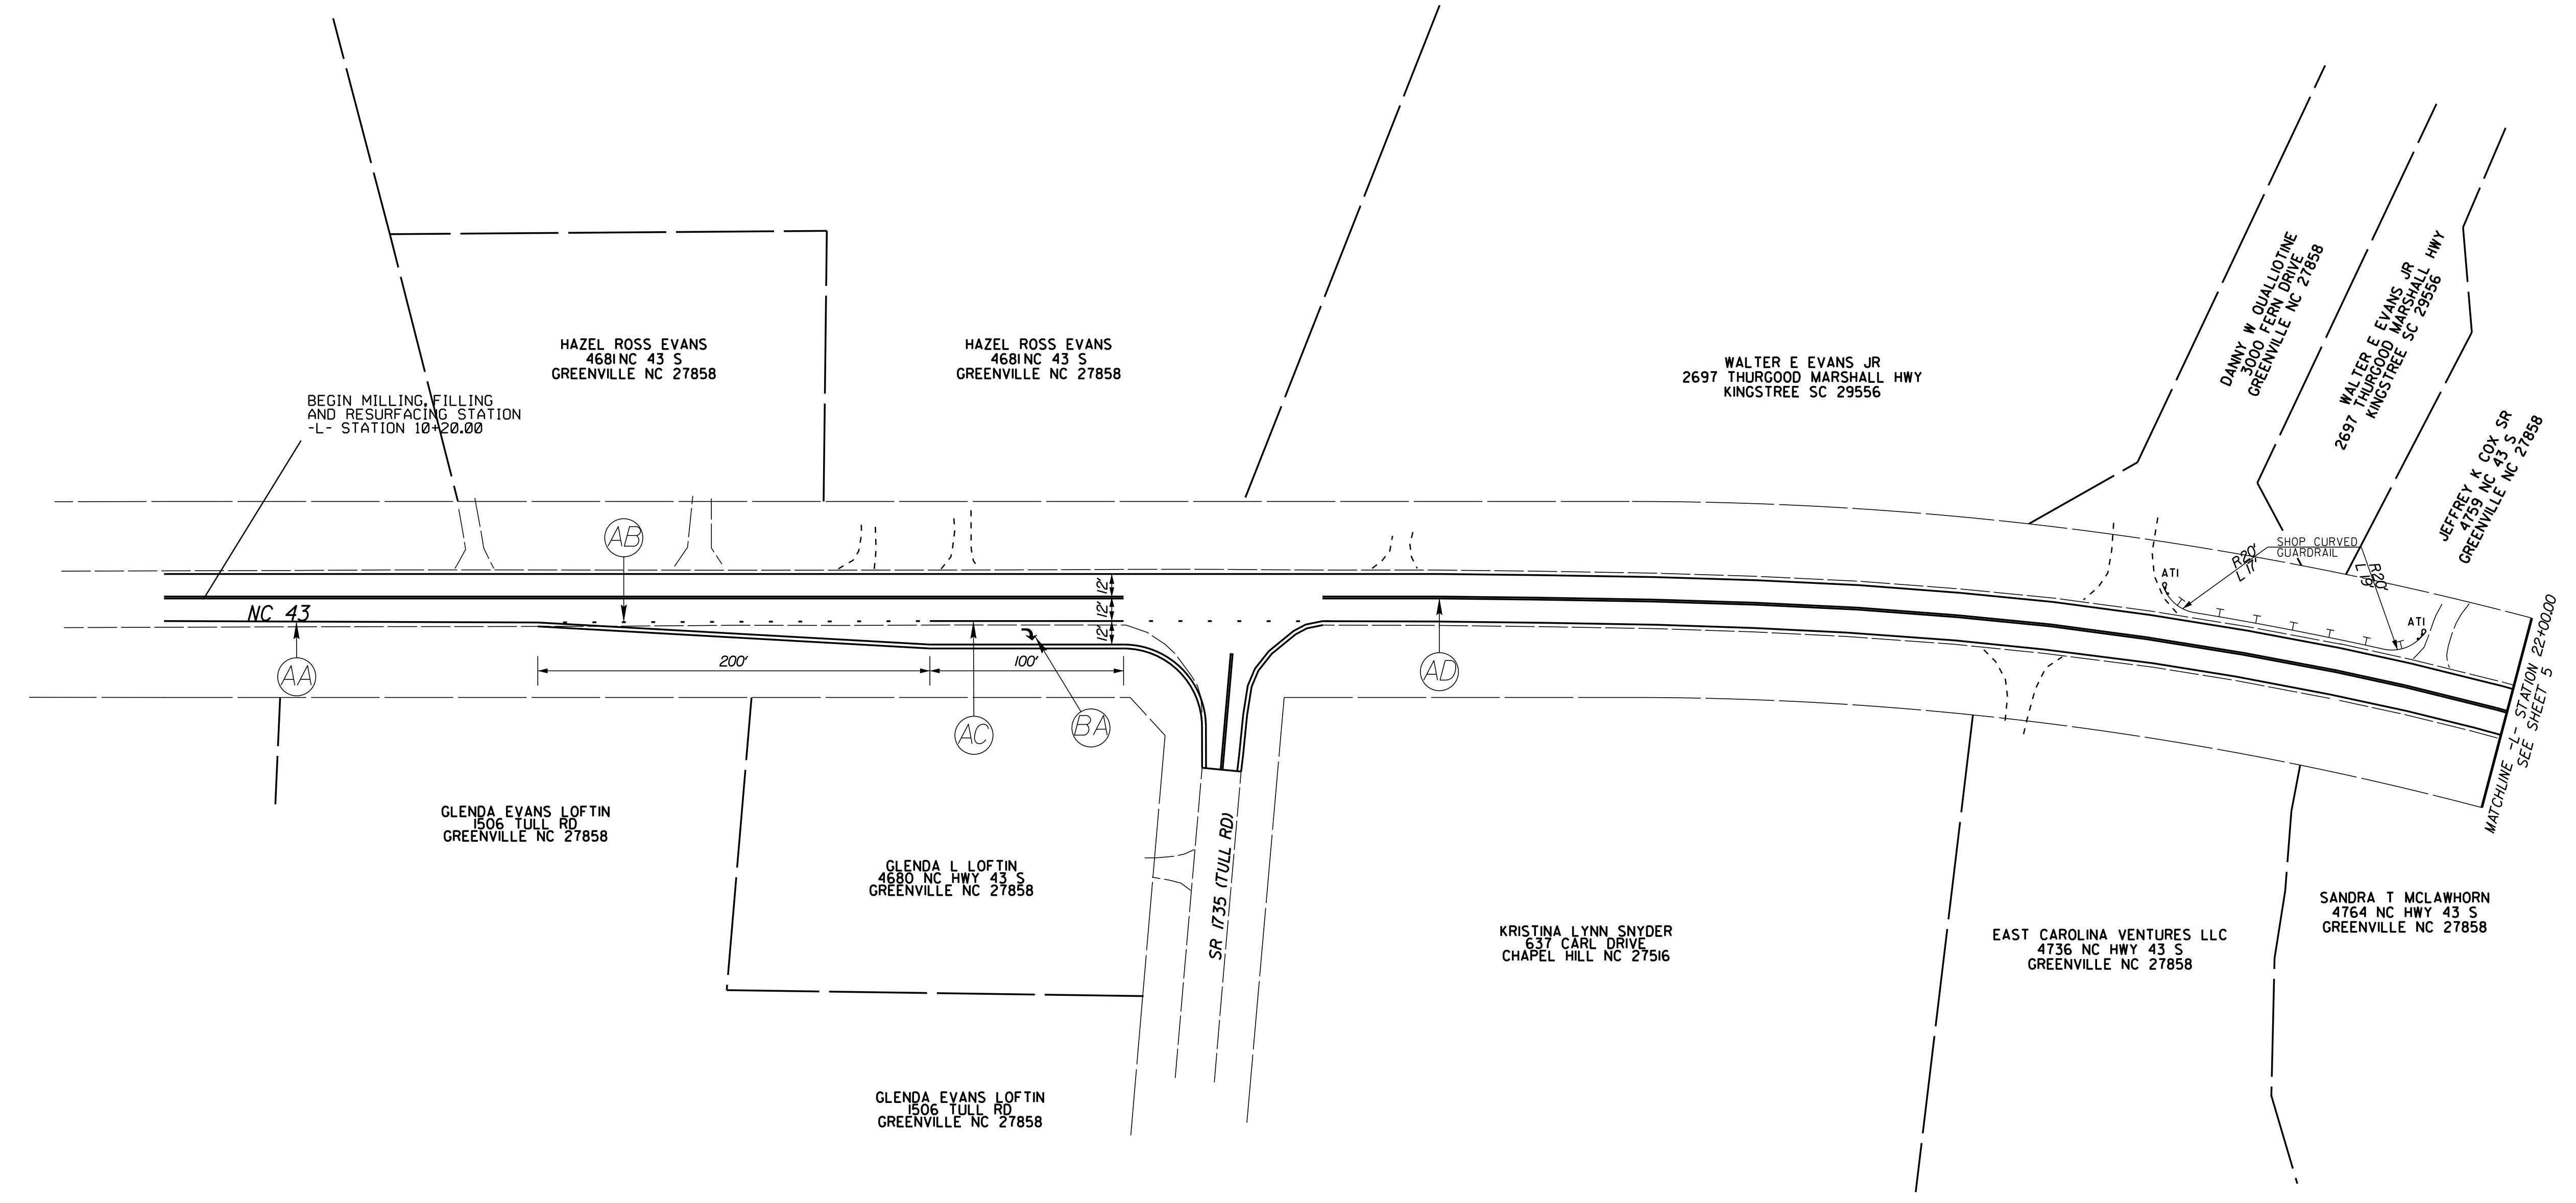 HAZEL ROSS EVANS
4681 NC 43 S
GREENVILLE NC 27858
HAZEL ROSS EVANS
4681 NC 43 S
GREENVILLE NC 27858
WALTER E EVANS JR
2697 THURGOOD MARSHALL HWY
KINGSTREE SC 29556
DANNY W QUALLIOTINE
3000 FERN DRIVE
GREENVILLE NC 27858
WALTER E EVANS JR
2697 THURGOOD MARSHALL HWY
KINGSTREE SC 29556
JEFFREY K COX SR
4759 NC 43 S
GREENVILLE NC 27858
BEGIN MILLING, FILLING
AND RESURFACING STATION
-L- STATION 10+20.00
AB
SHOP CURVED
GUARDRAIL
R20'
L 17'
R20'
L 19'
AT1
AT1
12'
12'
12'
NC 43
200'
100'
AA
AC
BA
AD
MATCHLINE -L- STATION 22+00.00
SEE SHEET 5
GLENDA EVANS LOFTIN
1506 TULL RD
GREENVILLE NC 27858
GLENDA L LOFTIN
4680 NC HWY 43 S
GREENVILLE NC 27858
SR 1735 (TULL RD)
KRISTINA LYNN SNYDER
637 CARL DRIVE
CHAPEL HILL NC 27516
EAST CAROLINA VENTURES LLC
4736 NC HWY 43 S
GREENVILLE NC 27858
SANDRA T MCLAWHORN
4764 NC HWY 43 S
GREENVILLE NC 27858
GLENDA EVANS LOFTIN
1506 TULL RD
GREENVILLE NC 27858